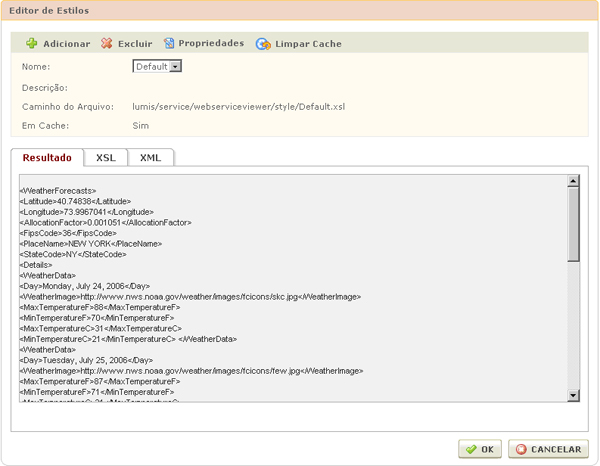 Editor de Estilos
Adicionar Excluir Propriedades Limpar Cache
Nome: Default
Descrição:
Caminho do Arquivo: lumis/service/webserviceviewer/style/Default.xsl
Em Cache: Sim
Resultado XSL XML
<WeatherForecasts>
<Latitude>40.74838</Latitude>
<Longitude>73.9967041</Longitude>
<AllocationFactor>0.001051</AllocationFactor>
<FipsCode>36</FipsCode>
<PlaceName>NEW YORK</PlaceName>
<StateCode>NY</StateCode>
<Details>
<WeatherData>
<Day>Monday, July 24, 2006</Day>
<WeatherImage>http://www.nws.noaa.gov/weather/images/fcicons/skc.jpg</WeatherImage>
<MaxTemperatureF>88</MaxTemperatureF>
<MinTemperatureF>70</MinTemperatureF>
<MaxTemperatureC>31</MaxTemperatureC>
<MinTemperatureC>21</MinTemperatureC> </WeatherData>
<WeatherData>
<Day>Tuesday, July 25, 2006</Day>
<WeatherImage>http://www.nws.noaa.gov/weather/images/fcicons/few.jpg</WeatherImage>
<MaxTemperatureF>87</MaxTemperatureF>
<MinTemperatureF>71</MinTemperatureF>
OK CANCELAR